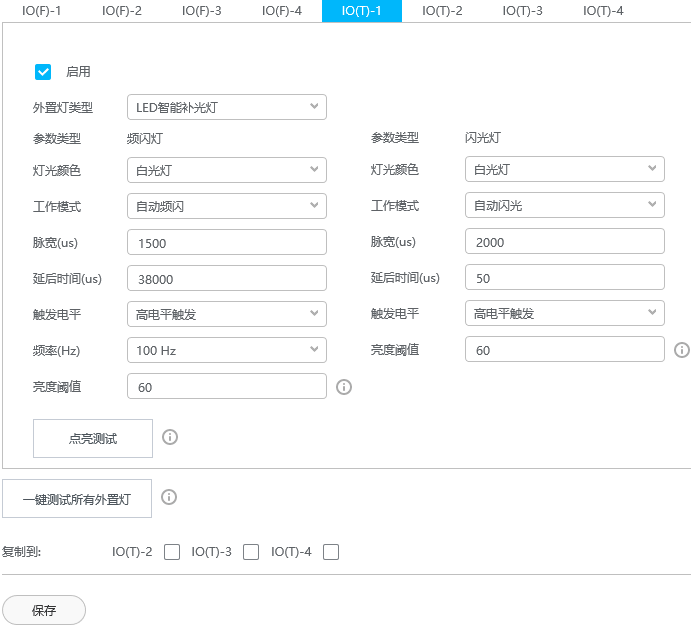 IO(F)-1 IO(F)-2 IO(F)-3 IO(F)-4 IO(T)-1 IO(T)-2 IO(T)-3 IO(T)-4
启用
外置灯类型 LED智能补光灯
参数类型 频闪灯 参数类型 闪光灯
灯光颜色 白光灯 灯光颜色 白光灯
工作模式 自动频闪 工作模式 自动闪光
脉宽(us) 1500 脉宽(us) 2000
延后时间(us) 38000 延后时间(us) 50
触发电平 高电平触发 触发电平 高电平触发
频率(Hz) 100 Hz 亮度阈值 60
亮度阈值 60
点亮测试
一键测试所有外置灯
复制到: IO(T)-2 IO(T)-3 IO(T)-4
保存